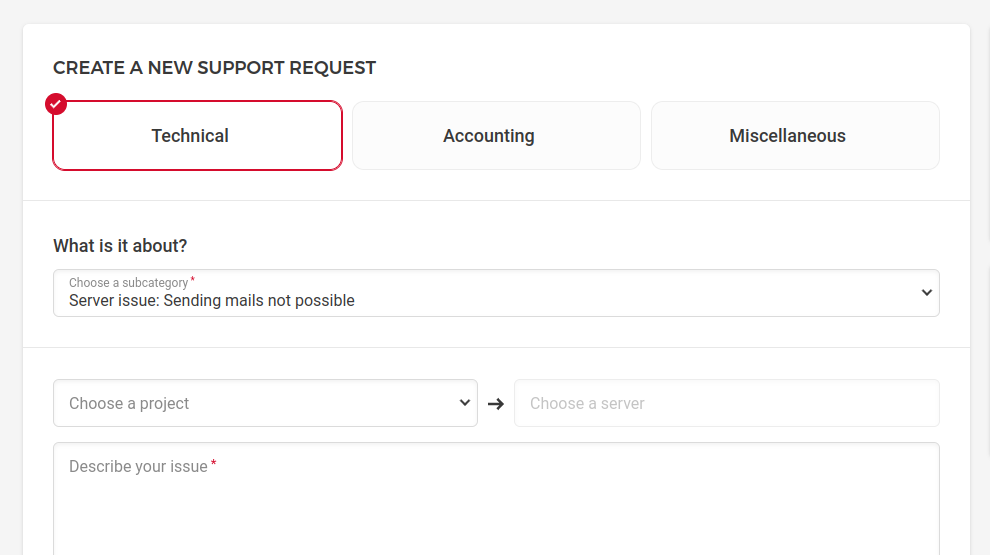 CREATE A NEW SUPPORT REQUEST
Technical
Accounting
Miscellaneous
What is it about?
Choose a subcategory *
Server issue: Sending mails not possible
Choose a project
Choose a server
Describe your issue *